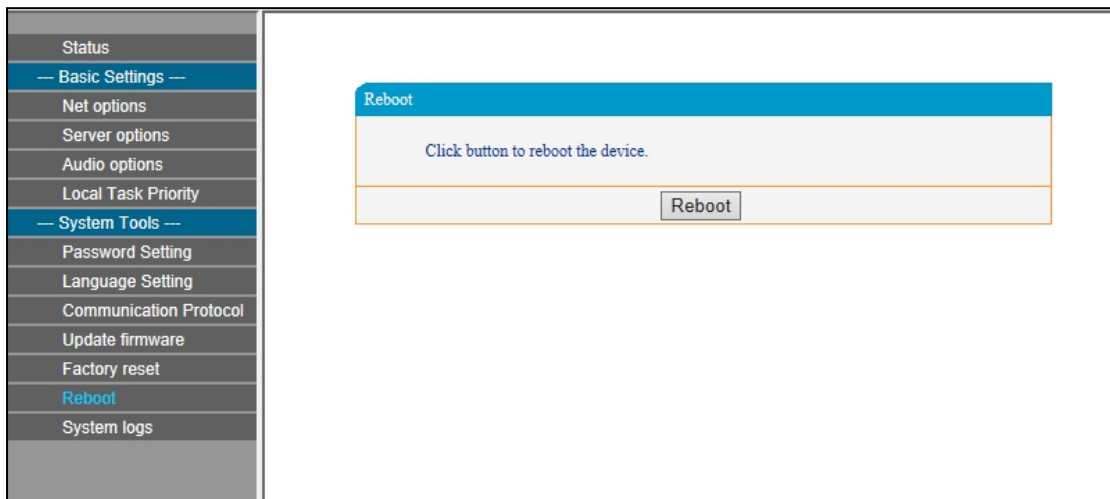 Status
--- Basic Settings ---
Net options
Server options
Audio options
Local Task Priority
--- System Tools ---
Password Setting
Language Setting
Communication Protocol
Update firmware
Factory reset
Reboot
System logs
Reboot
Click button to reboot the device.
Reboot